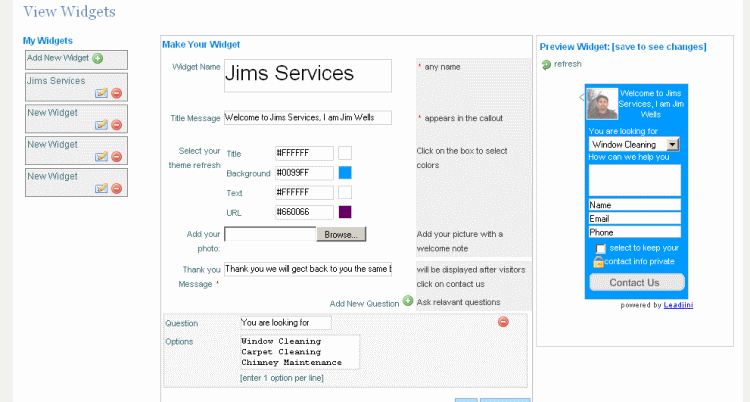 View Widgets
My Widgets
Add New Widget
Jims Services
New Widget
New Widget
New Widget
Make Your Widget
Widget Name
Jims Services
* any name
Title Message
Welcome to Jims Services, I am Jim Wells
* appears in the callout
Select your
theme refresh
Title
#FFFFFF
Click on the box to select
colors
Background
#0099FF
Text
#FFFFFF
URL
#660066
Add your
photo:
Browse...
Add your picture with a
welcome note
Thank you
Message *
Thank you we will gect back to you the same
will be displayed after visitors
click on contact us
Add New Question
Ask relavant questions
Question
You are looking for
Options
Window Cleaning
Carpet Cleaning
Chimney Maintenance
[enter 1 option per line]
Preview Widget: [save to see changes]
refresh
Welcome to Jims
Services, I am Jim
Wells
You are looking for
Window Cleaning
How can we help you
Name
Email
Phone
select to keep your
contact info private
Contact Us
powered by Leadiini